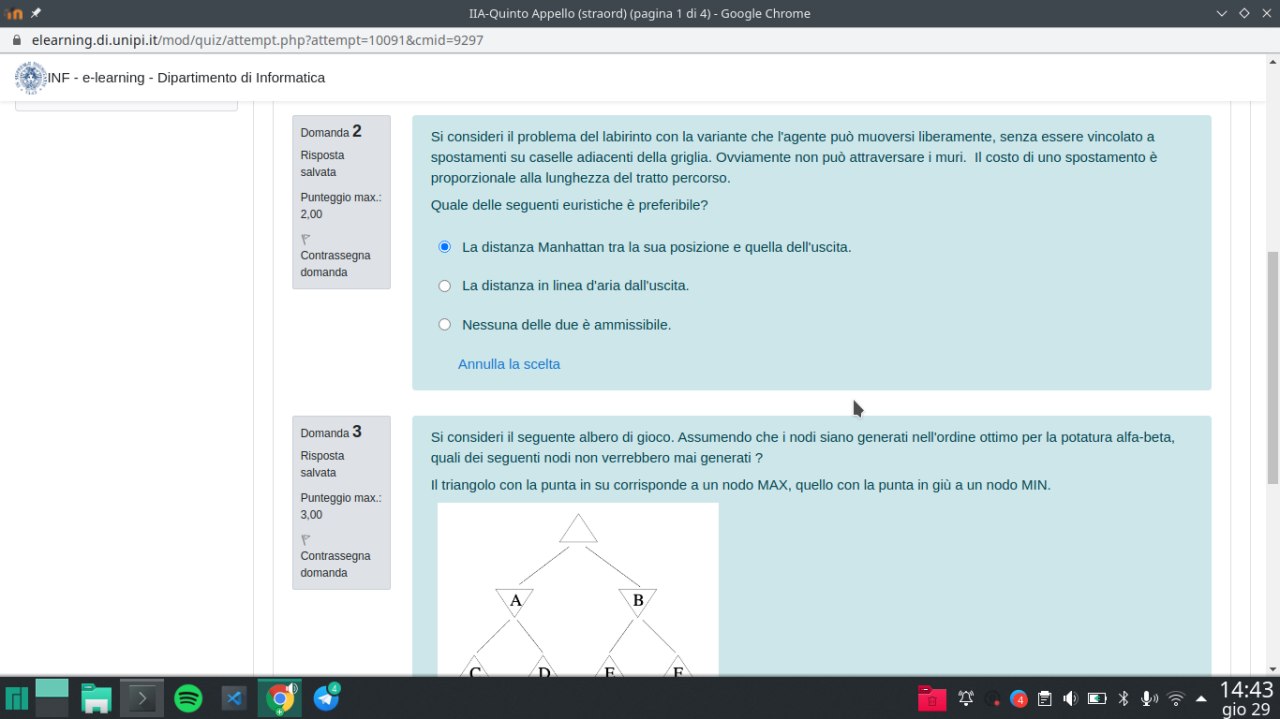 IIA-Quinto Appello (straord) (pagina 1 di 4) - Google Chrome
elearning.di.unipi.it/mod/quiz/attempt.php?attempt=10091&cmid=9297
INF - e-learning - Dipartimento di Informatica
Domanda 2
Risposta
salvata
Punteggio max.:
2,00
Contrassegna
domanda
Si consideri il problema del labirinto con la variante che l'agente può muoversi liberamente, senza essere vincolato a
spostamenti su caselle adiacenti della griglia. Ovviamente non può attraversare i muri.  Il costo di uno spostamento è
proporzionale alla lunghezza del tratto percorso.
Quale delle seguenti euristiche è preferibile?
La distanza Manhattan tra la sua posizione e quella dell'uscita.
La distanza in linea d'aria dall'uscita.
Nessuna delle due è ammissibile.
Annulla la scelta
Domanda 3
Risposta
salvata
Punteggio max.:
3,00
Contrassegna
domanda
Si consideri il seguente albero di gioco. Assumendo che i nodi siano generati nell'ordine ottimo per la potatura alfa-beta,
quali dei seguenti nodi non verrebbero mai generati ?
Il triangolo con la punta in su corrisponde a un nodo MAX, quello con la punta in giù a un nodo MIN.
A B
C D E F
4
4
14:43
gio 29